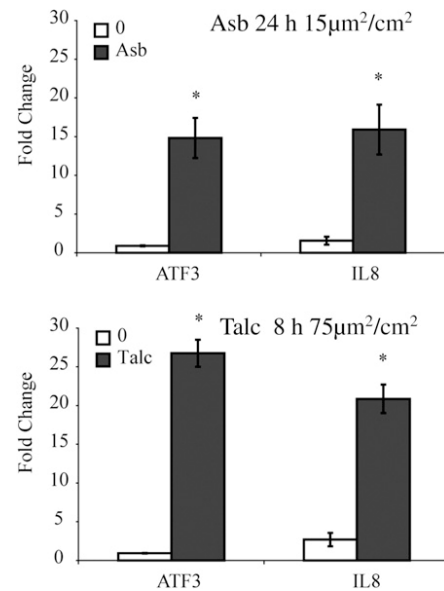 Asb 24 h 15µm²/cm²
0
Asb
Fold Change
30
25
20
15
10
5
0
*
*
ATF3
IL8
Talc 8 h 75µm²/cm²
0
Talc
Fold Change
30
25
20
15
10
5
0
*
*
ATF3
IL8